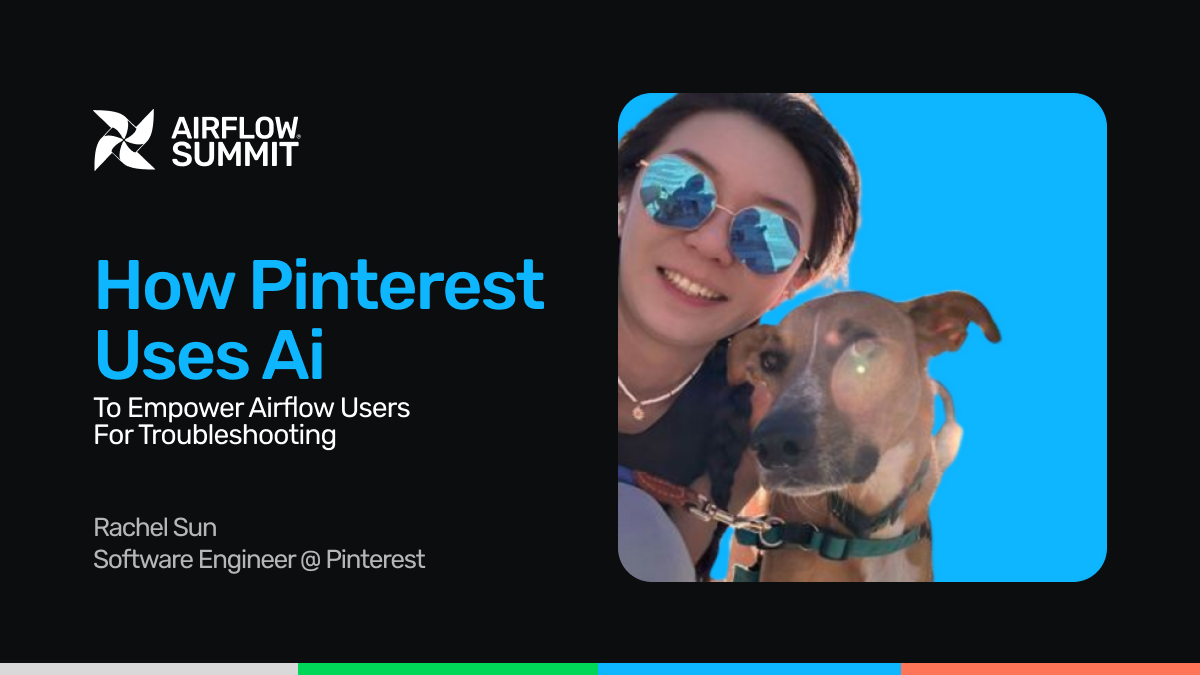 AIRFLOW
SUMMIT®
How Pinterest
Uses Ai
To Empower Airflow Users
For Troubleshooting
Rachel Sun
Software Engineer @ Pinterest